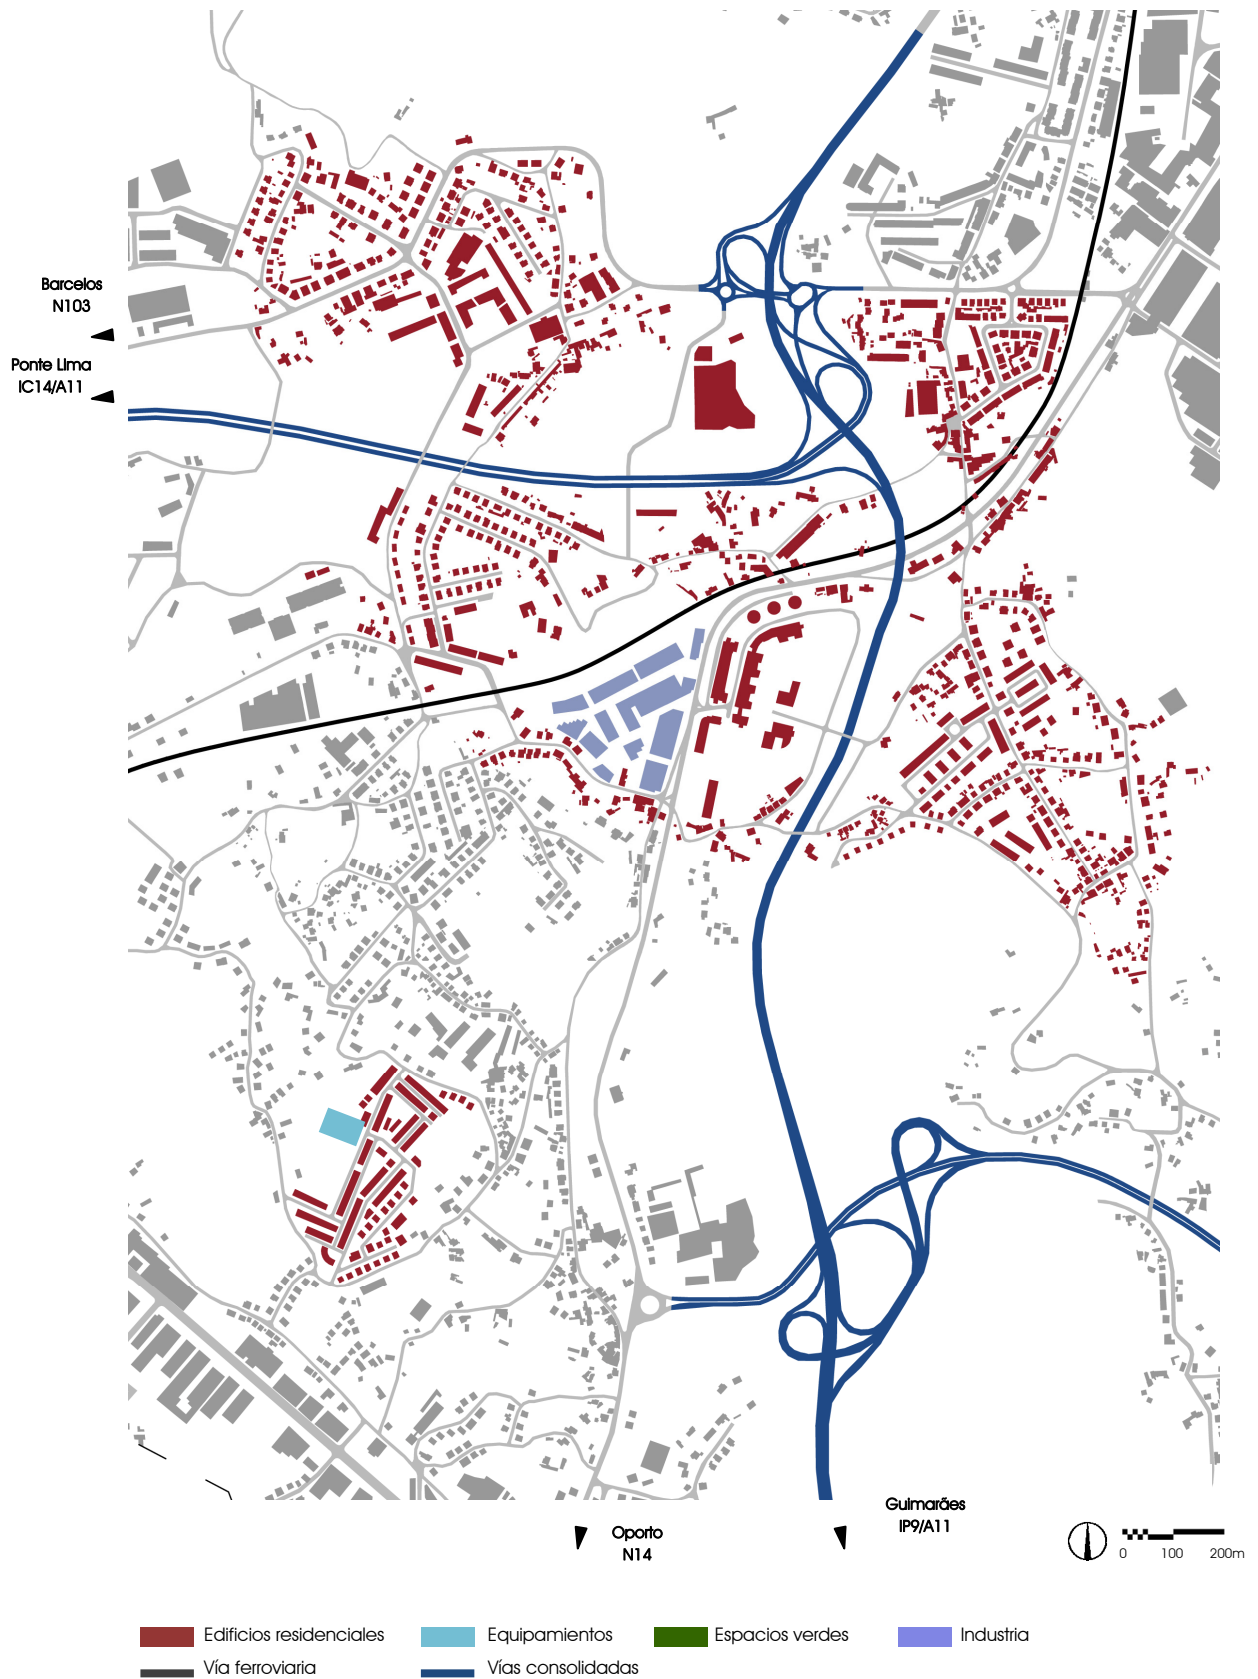 Barcelos
N103
Ponte Lima
IC14/A11
Guimarães
IP9/A11
Oporto
N14
0 100 200m
Edificios residenciales
Equipamientos
Espacios verdes
Industria
Vía ferroviaria
Vías consolidadas